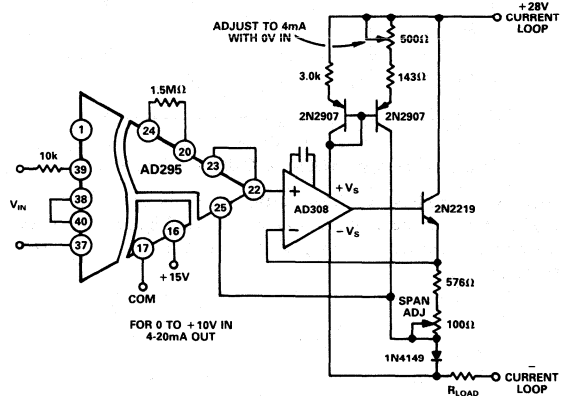 +28V
CURRENT
LOOP
ADJUST TO 4mA
WITH 0V IN
500Ω
3.0k
143Ω
1.5MΩ
2N2907
2N2907
1
24
20
23
AD295
10k
39
22
+
+VS
AD308
2N2219
VIN
38
40
25
−
−VS
37
17
16
576Ω
+15V
COM
SPAN
ADJ
100Ω
FOR 0 TO +10V IN
4-20mA OUT
1N4149
−
CURRENT
LOOP
RLOAD